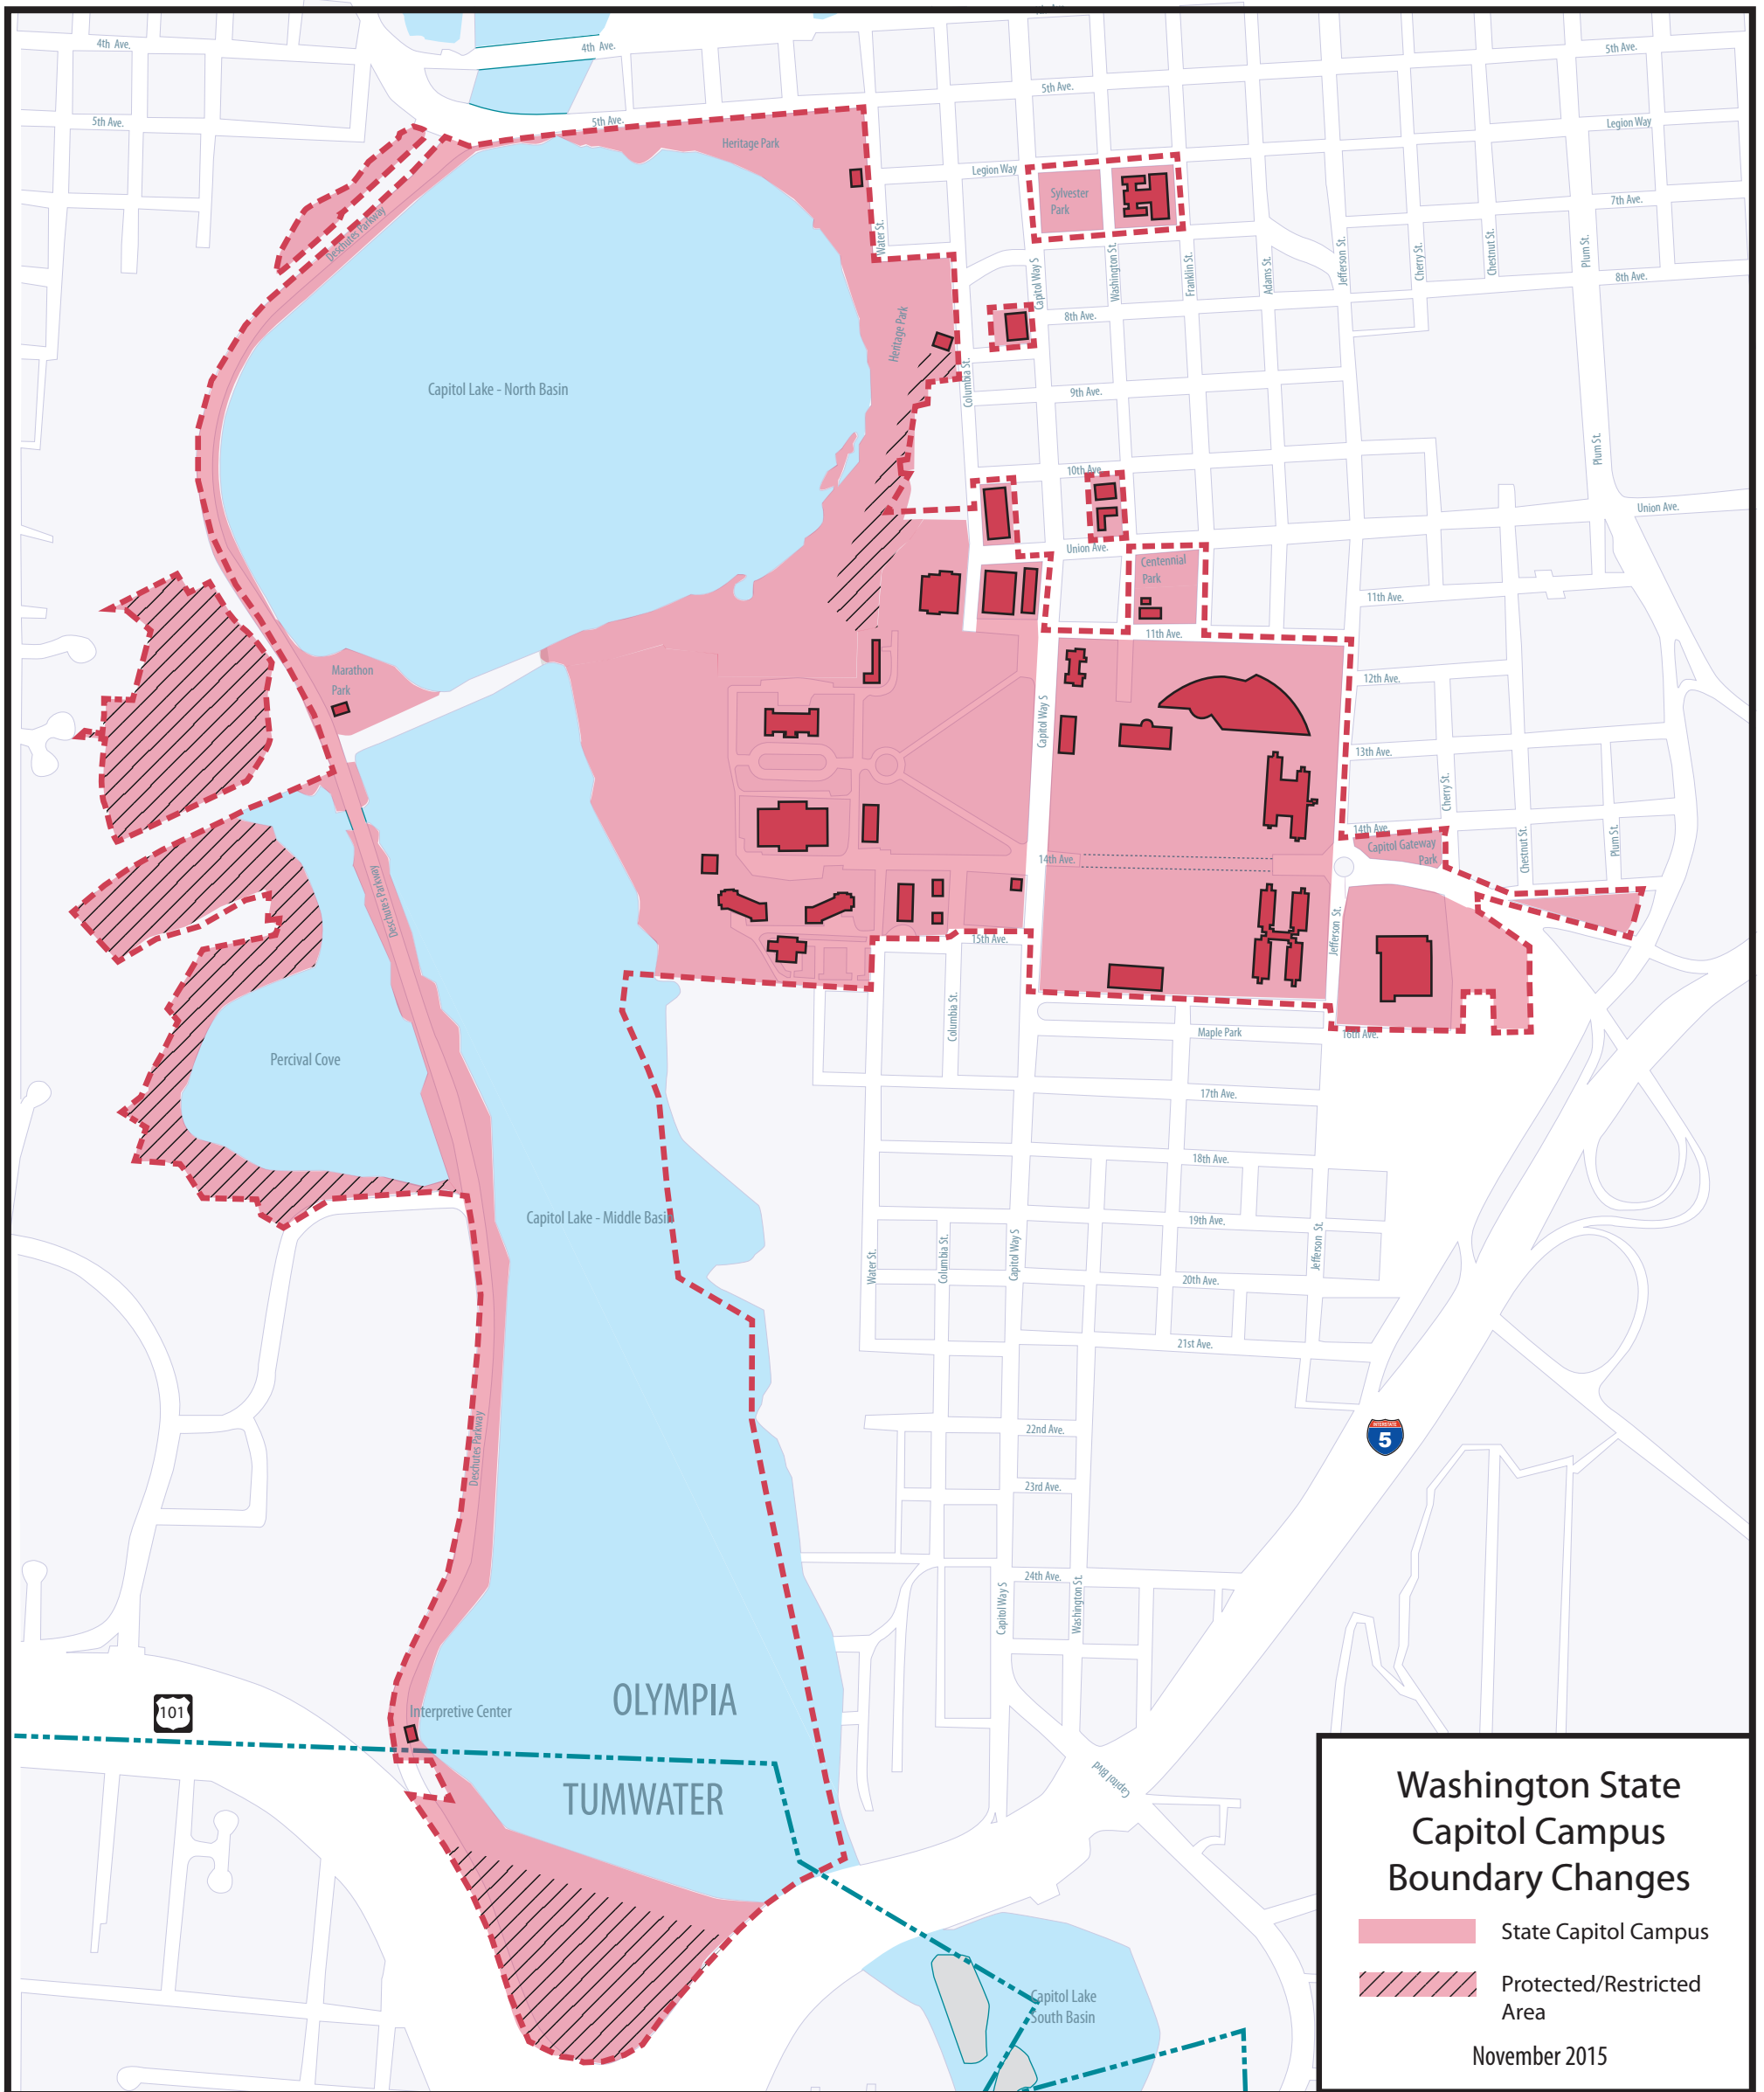 4th Ave.
4th Ave.
5th Ave.
5th Ave.
5th Ave.
5th Ave.
Legion Way
Heritage Park
Legion Way
Sylvester
Park
7th Ave.
Deschutes Parkway
Water St.
Capitol Way S
Washington St.
Franklin St.
Adams St.
Jefferson St.
Cherry St.
Chestnut St.
Plum St.
8th Ave.
8th Ave.
Heritage Park
Columbia St.
Capitol Lake - North Basin
9th Ave.
Plum St.
10th Ave.
Union Ave.
Union Ave.
Centennial
Park
11th Ave.
11th Ave.
Marathon
Park
12th Ave.
Capitol Way S
13th Ave.
Cherry St.
14th Ave.
Capitol Gateway
Park
Chestnut St.
Plum St.
14th Ave.
Deschutes Parkway
Jefferson St.
15th Ave.
Columbia St.
Maple Park
16th Ave.
Percival Cove
17th Ave.
18th Ave.
Capitol Lake - Middle Basin
19th Ave.
Water St.
Columbia St.
Capitol Way S
Jefferson St.
20th Ave.
21st Ave.
Deschutes Parkway
22nd Ave.
INTERSTATE
5
23rd Ave.
24th Ave.
Capitol Way S
Washington St.
101
Interpretive Center
OLYMPIA
TUMWATER
Capitol Blvd
Capitol Lake
South Basin
Washington State
Capitol Campus
Boundary Changes
State Capitol Campus
Protected/Restricted
Area
November 2015